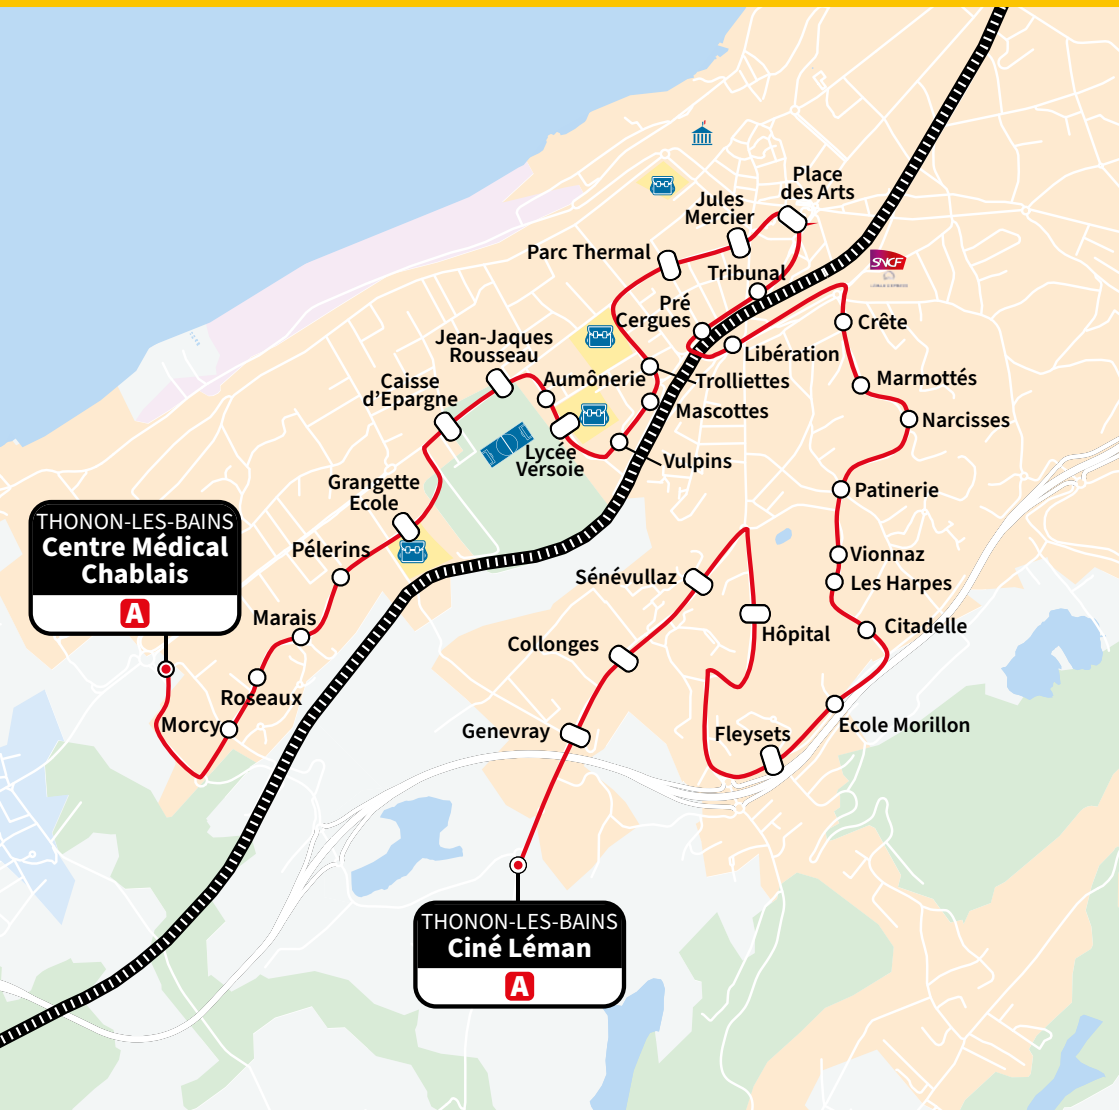 Place
des Arts
Jules
Mercier
Parc Thermal
Tribunal
SNCF
Pré
Cergues
Crête
Jean-Jaques
Rousseau
Libération
Caisse
d'Epargne
Aumônerie
Trolliettes
Marmottés
Mascottes
Narcisses
Lycée
Versoie
Vulpins
Grangette
Ecole
Patinerie
THONON-LES-BAINS
Centre Médical
Chablais
A
Pélerins
Vionnaz
Sénévullaz
Les Harpes
Marais
Hôpital
Citadelle
Collonges
Roseaux
Morcy
Genevray
Fleysets
Ecole Morillon
THONON-LES-BAINS
Ciné Léman
A